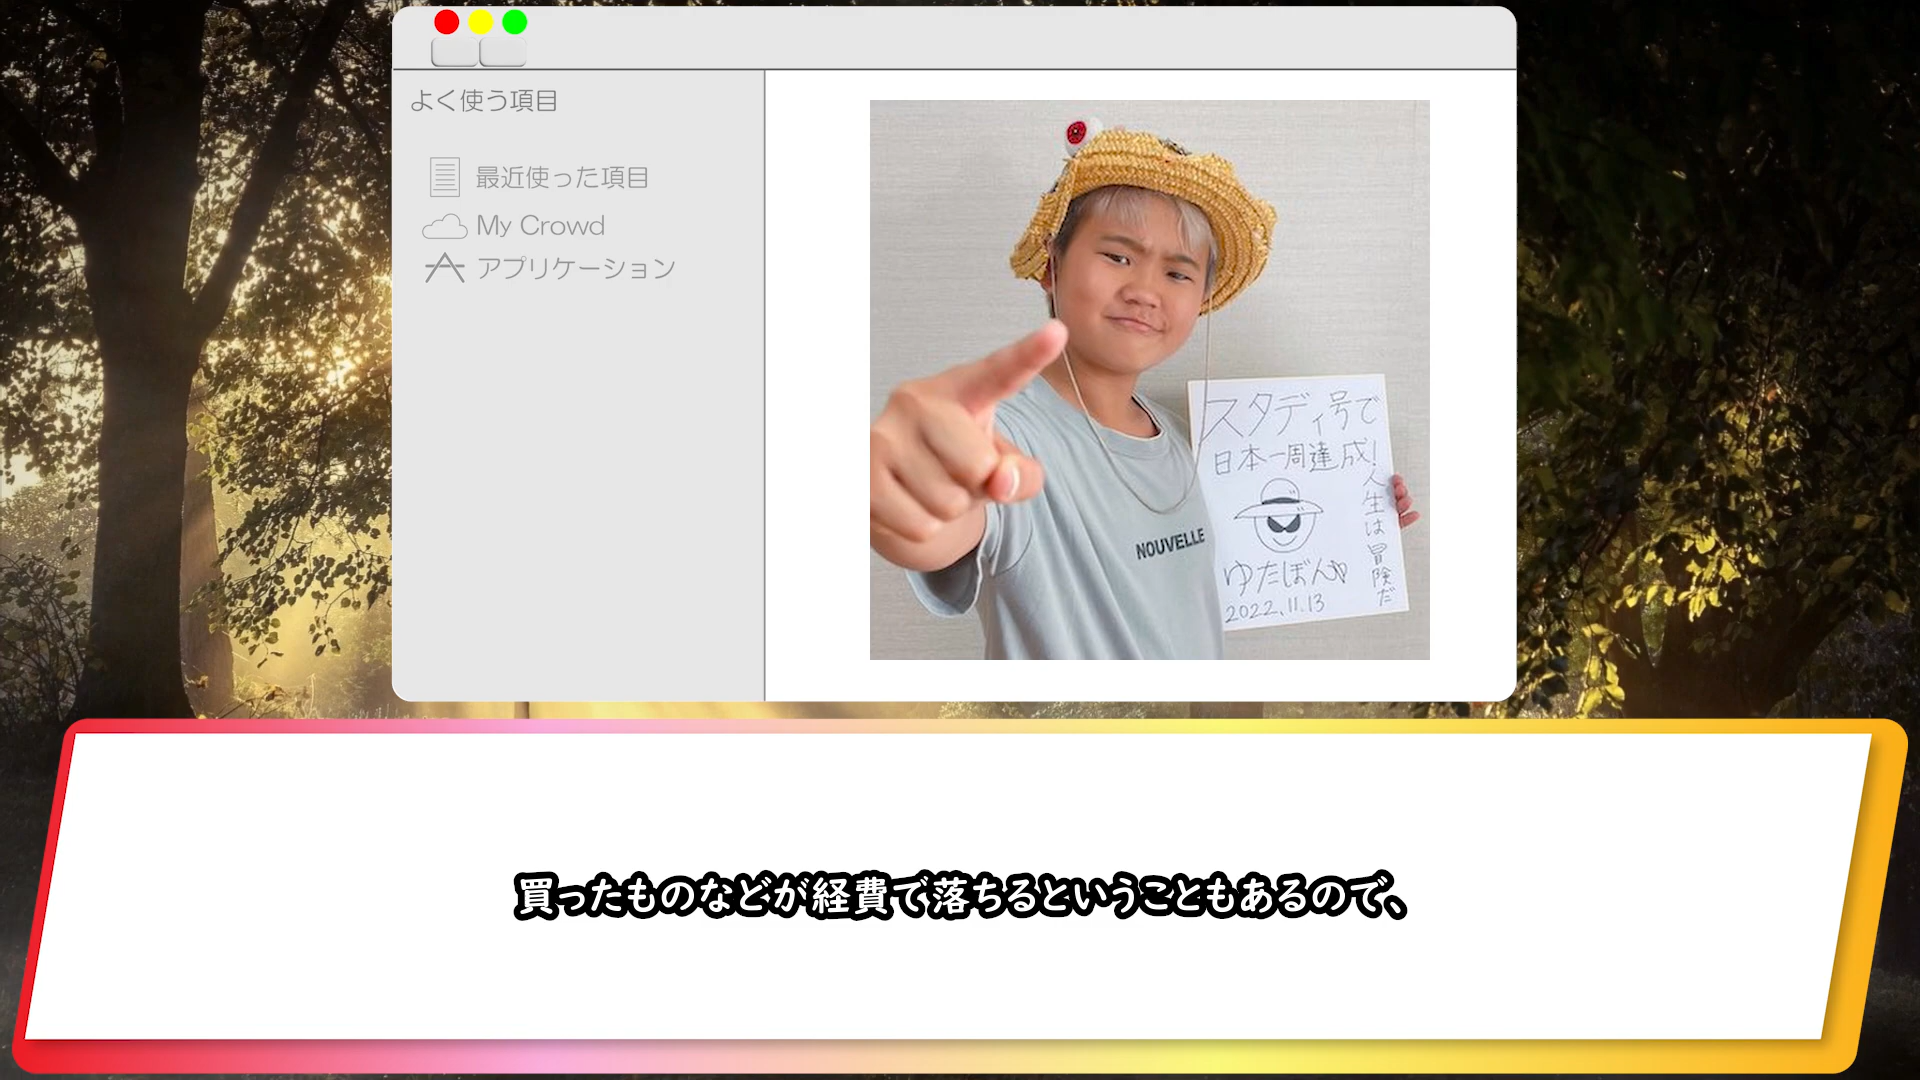 よく使う項目
最近使った項目
My Crowd
アプリケーション
スタディ号で
日本一周達成!
人生は冒険だ
ゆたぼん
2022.11.13
NOUVELLE
買ったものなどが経費で落ちるということもあるので、